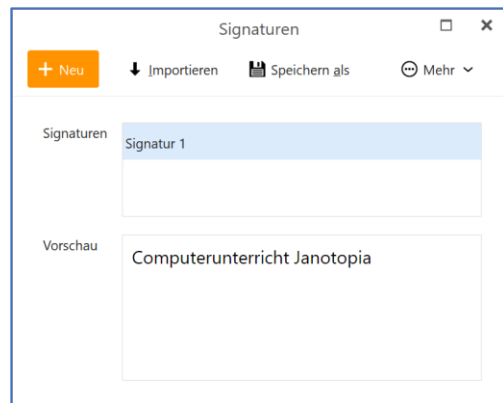 Signaturen
+ Neu Importieren Speichern als Mehr
Signaturen Signatur 1
Vorschau
Computerunterricht Janotopia